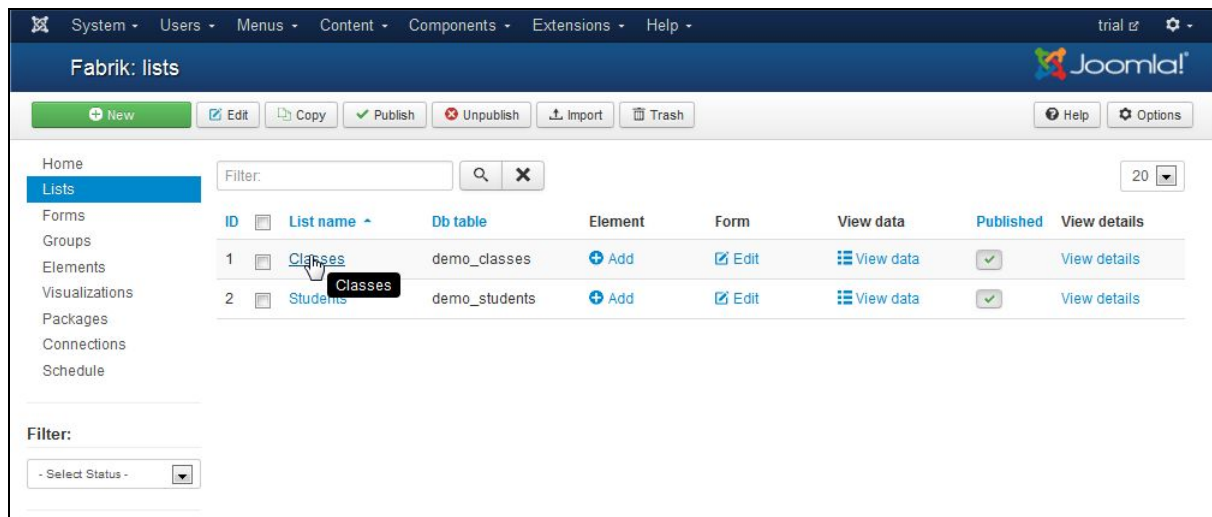 System Users Menus Content Components Extensions Help trial
Fabrik: lists Joomla!
New Edit Copy Publish Unpublish Import Trash Help Options
Home
Lists
Forms
Groups
Elements
Visualizations
Packages
Connections
Schedule
Filter:
- Select Status -
Filter: 20
ID List name Db table Element Form View data Published View details
1 Classes demo_classes Add Edit View data View details
Classes
2 Students demo_students Add Edit View data View details